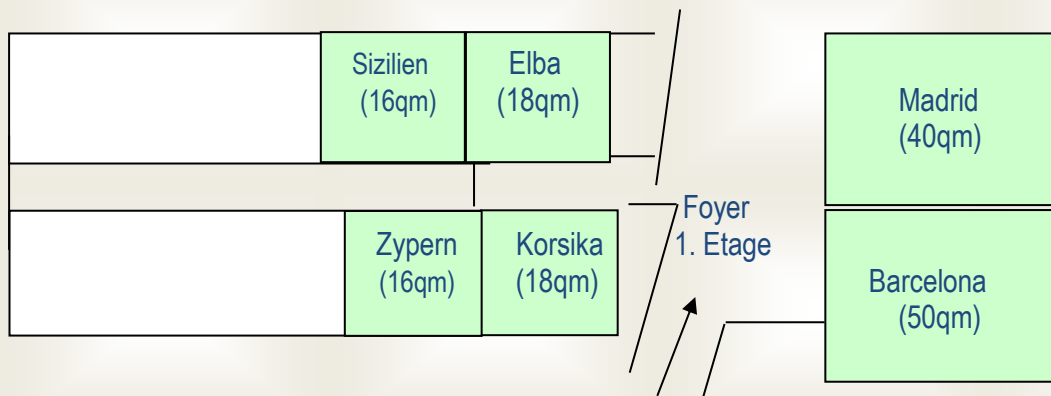 Sizilien
(16qm)
Elba
(18qm)
Madrid
(40qm)
Zypern
(16qm)
Korsika
(18qm)
Foyer
1. Etage
Barcelona
(50qm)